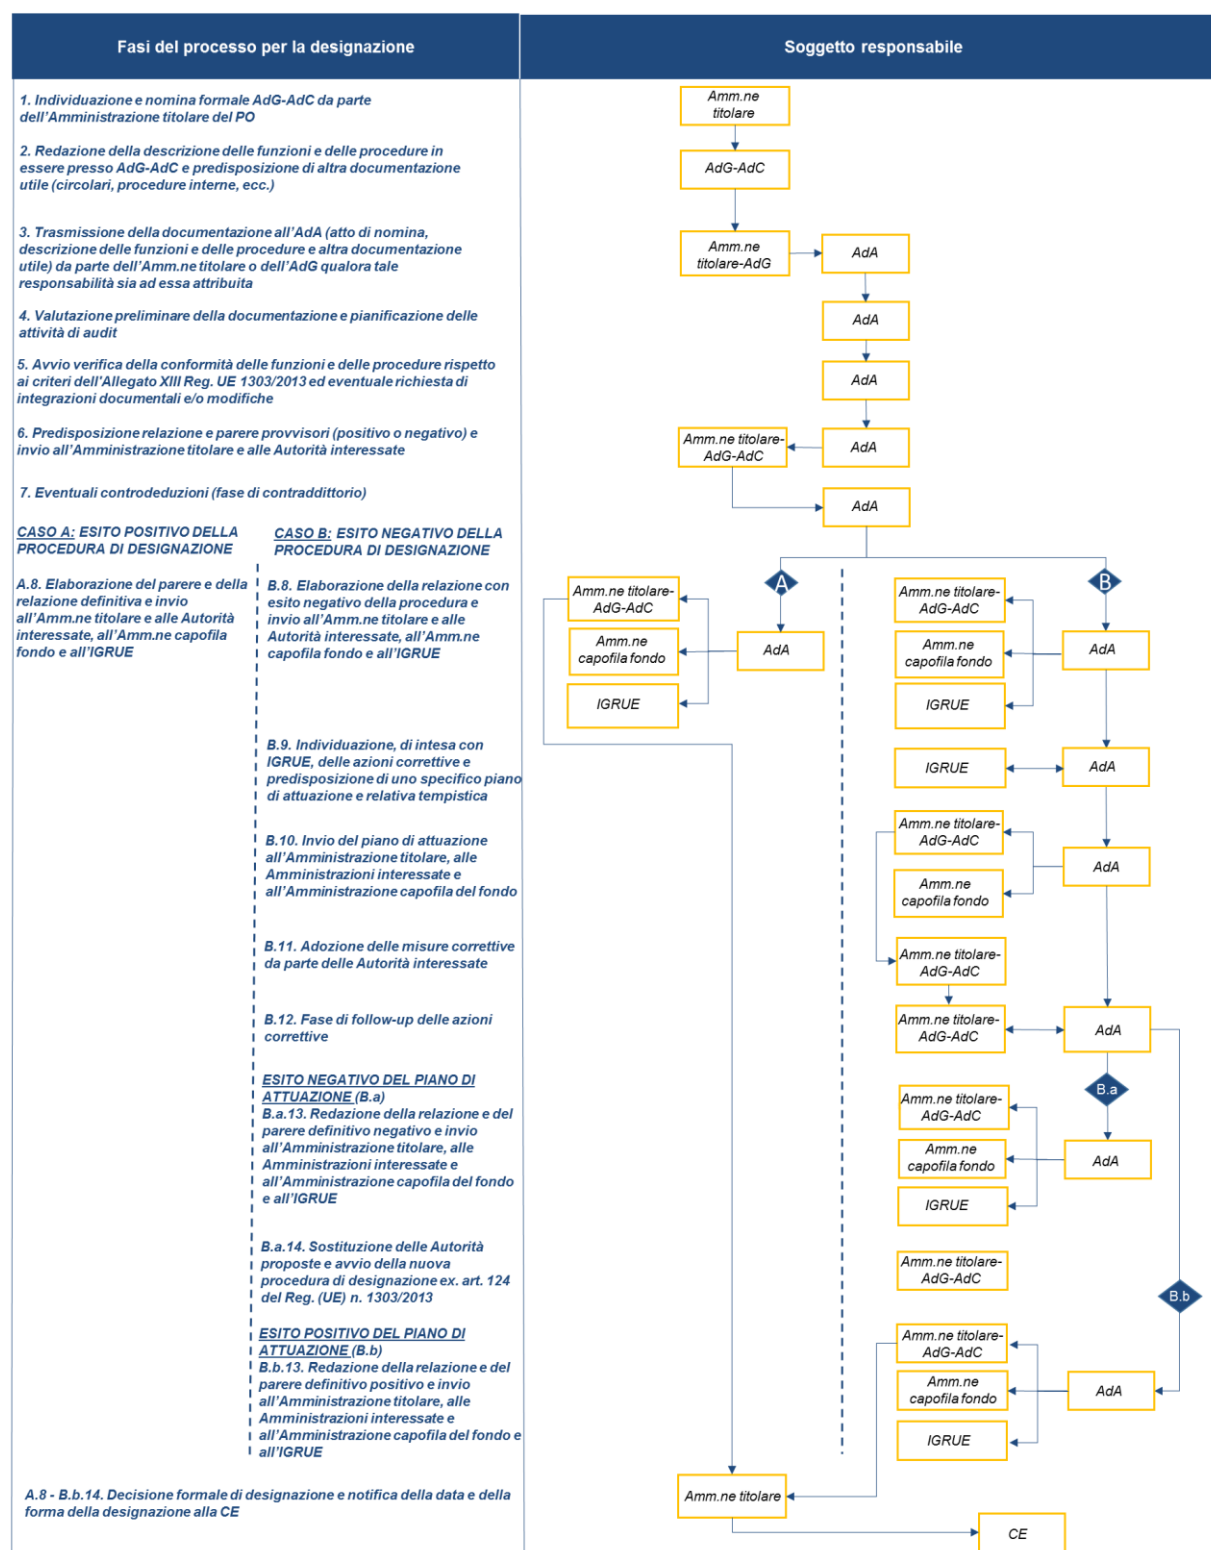 Fasi del processo per la designazione
Soggetto responsabile
1. Individuazione e nomina formale AdG-AdC da parte
dell'Amministrazione titolare del PO
Amm.ne
titolare
2. Redazione della descrizione delle funzioni e delle procedure in
essere presso AdG-AdC e predisposizione di altra documentazione
utile (circolari, procedure interne, ecc.)
AdG-AdC
3. Trasmissione della documentazione all'AdA (atto di nomina,
descrizione delle funzioni e delle procedure e altra documentazione
utile) da parte dell'Amm.ne titolare o dell'AdG qualora tale
responsabilità sia ad essa attribuita
Amm.ne
titolare-AdG
AdA
4. Valutazione preliminare della documentazione e pianificazione delle
attività di audit
AdA
5. Avvio verifica della conformità delle funzioni e delle procedure rispetto
ai criteri dell'Allegato XIII Reg. UE 1303/2013 ed eventuale richiesta di
integrazioni documentali e/o modifiche
AdA
6. Predisposizione relazione e parere provvisori (positivo o negativo) e
invio all'Amministrazione titolare e alle Autorità interessate
Amm.ne titolare-
AdG-AdC
AdA
7. Eventuali controdeduzioni (fase di contraddittorio)
AdA
CASO A: ESITO POSITIVO DELLA
PROCEDURA DI DESIGNAZIONE
CASO B: ESITO NEGATIVO DELLA
PROCEDURA DI DESIGNAZIONE
A.8. Elaborazione del parere e della
relazione definitiva e invio
all'Amm.ne titolare e alle Autorità
interessate, all'Amm.ne capofila
fondo e all'IGRUE
B.8. Elaborazione della relazione con
esito negativo della procedura e
invio all'Amm.ne titolare e alle
Autorità interessate, all'Amm.ne
capofila fondo e all'IGRUE
A
B
Amm.ne titolare-
AdG-AdC
Amm.ne
capofila fondo
IGRUE
AdA
Amm.ne titolare-
AdG-AdC
Amm.ne
capofila fondo
IGRUE
AdA
B.9. Individuazione, di intesa con
IGRUE, delle azioni correttive e
predisposizione di uno specifico piano
di attuazione e relativa tempistica
IGRUE
AdA
B.10. Invio del piano di attuazione
all'Amministrazione titolare, alle
Amministrazioni interessate e
all'Amministrazione capofila del fondo
Amm.ne titolare-
AdG-AdC
Amm.ne
capofila fondo
AdA
B.11. Adozione delle misure correttive
da parte delle Autorità interessate
Amm.ne titolare-
AdG-AdC
B.12. Fase di follow-up delle azioni
correttive
Amm.ne titolare-
AdG-AdC
AdA
ESITO NEGATIVO DEL PIANO DI
ATTUAZIONE (B.a)
B.a.13. Redazione della relazione e del
parere definitivo negativo e invio
all'Amministrazione titolare, alle
Amministrazioni interessate e
all'Amministrazione capofila del fondo
e all'IGRUE
B.a
Amm.ne titolare-
AdG-AdC
Amm.ne
capofila fondo
IGRUE
AdA
B.a.14. Sostituzione delle Autorità
proposte e avvio della nuova
procedura di designazione ex. art. 124
del Reg. (UE) n. 1303/2013
Amm.ne titolare-
AdG-AdC
B.b
ESITO POSITIVO DEL PIANO DI
ATTUAZIONE (B.b)
B.b.13. Redazione della relazione e del
parere definitivo positivo e invio
all'Amministrazione titolare, alle
Amministrazioni interessate e
all'Amministrazione capofila del fondo e
all'IGRUE
Amm.ne titolare-
AdG-AdC
Amm.ne
capofila fondo
IGRUE
AdA
A.8 - B.b.14. Decisione formale di designazione e notifica della data e della
forma della designazione alla CE
Amm.ne titolare
CE